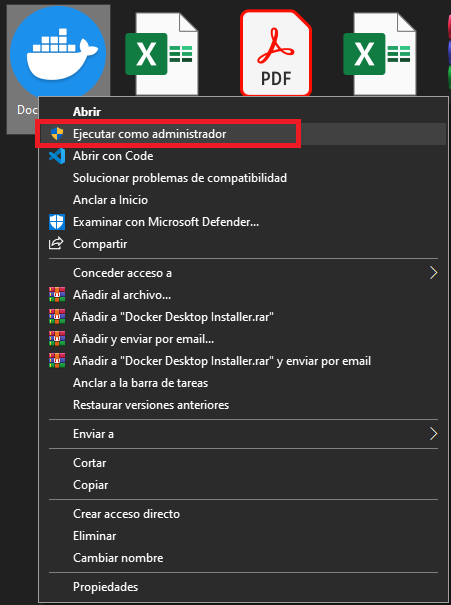 PDF
Doc
Abrir
Ejecutar como administrador
Abrir con Code
Solucionar problemas de compatibilidad
Anclar a Inicio
Examinar con Microsoft Defender...
Compartir
Conceder acceso a
Añadir al archivo...
Añadir a "Docker Desktop Installer.rar"
Añadir y enviar por email...
Añadir a "Docker Desktop Installer.rar" y enviar por email
Anclar a la barra de tareas
Restaurar versiones anteriores
Enviar a
Cortar
Copiar
Crear acceso directo
Eliminar
Cambiar nombre
Propiedades